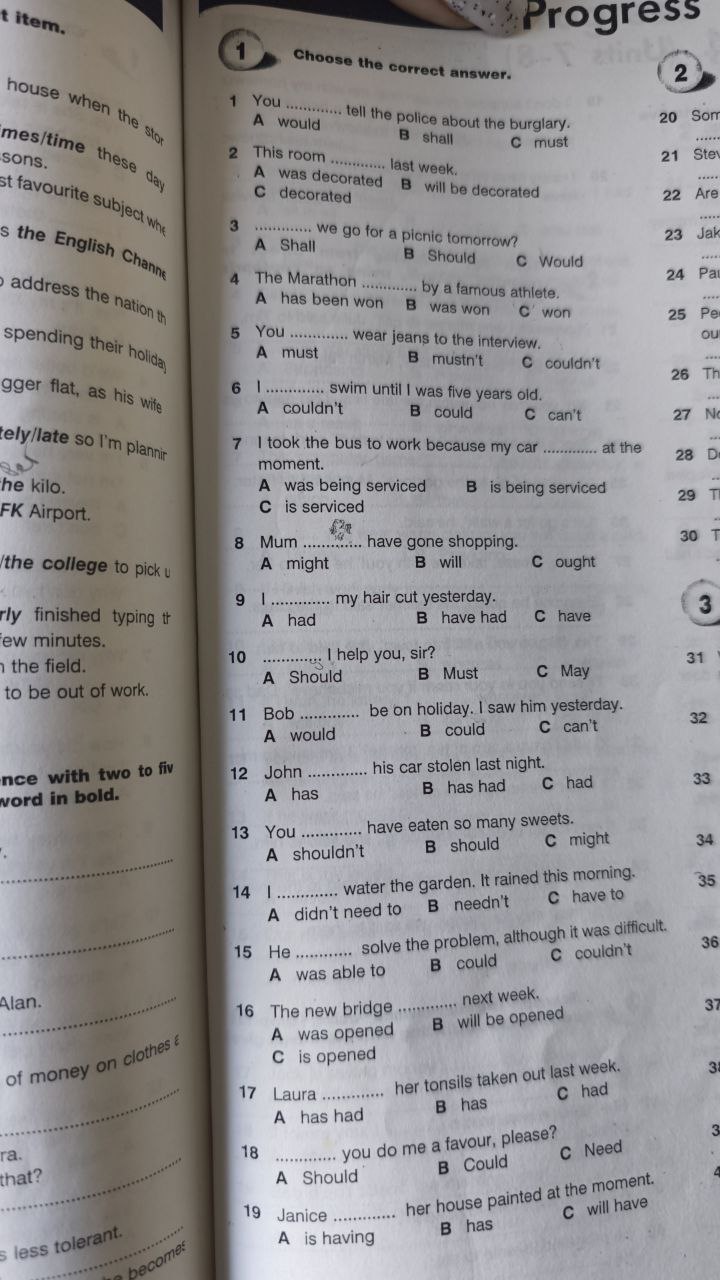 t item.
house when the stor
mes/time these day
sons.
st favourite subject whe
s the English Channe
address the nation th
spending their holiday
gger flat, as his wife
tely/late so I'm plannin
he kilo.
FK Airport.
/the college to pick u
rly finished typing th
ew minutes.
the field.
to be out of work.
nce with two to fiv
word in bold.
Alan.
of money on clothes a
ra.
that?
s less tolerant.
becomes
Progress
1 Choose the correct answer.
1 You ............. tell the police about the burglary.
A would B shall C must
2 This room ............. last week.
A was decorated B will be decorated
C decorated
3 ............. we go for a picnic tomorrow?
A Shall B Should C Would
4 The Marathon ............. by a famous athlete.
A has been won B was won C won
5 You ............. wear jeans to the interview.
A must B mustn't C couldn't
6 I ............. swim until I was five years old.
A couldn't B could C can't
7 I took the bus to work because my car ............. at the
moment.
A was being serviced B is being serviced
C is serviced
8 Mum ............. have gone shopping.
A might B will C ought
9 I ............. my hair cut yesterday.
A had B have had C have
10 ............. I help you, sir?
A Should B Must C May
11 Bob ............. be on holiday. I saw him yesterday.
A would B could C can't
12 John ............. his car stolen last night.
A has B has had C had
13 You ............. have eaten so many sweets.
A shouldn't B should C might
14 I ............. water the garden. It rained this morning.
A didn't need to B needn't C have to
15 He ............. solve the problem, although it was difficult.
A was able to B could C couldn't
16 The new bridge ............. next week.
A was opened B will be opened
C is opened
17 Laura ............. her tonsils taken out last week.
A has had B has C had
18 ............. you do me a favour, please?
A Should B Could C Need
19 Janice ............. her house painted at the moment.
A is having B has C will have
2
20 Som
21 Stev
22 Are
23 Jak
24 Pau
25 Pe
ou
26 Th
27 No
28 D
29 T
30 T
3
31
32
33
34
35
36
37